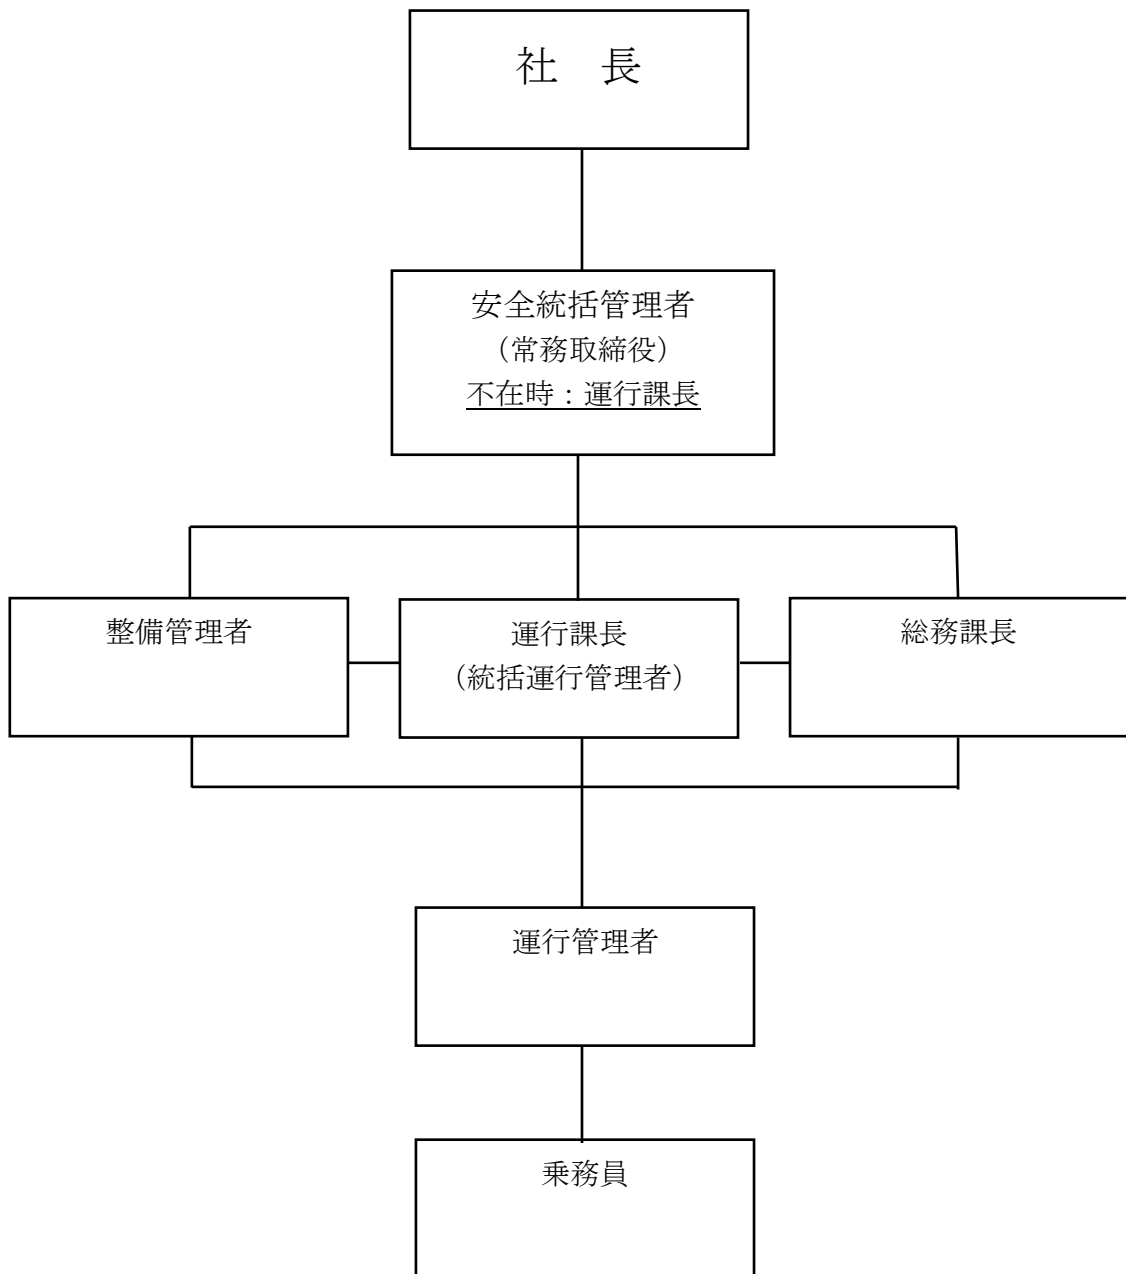 社　長
安全統括管理者
（常務取締役）
不在時：運行課長
整備管理者
運行課長
（統括運行管理者）
総務課長
運行管理者
乗務員